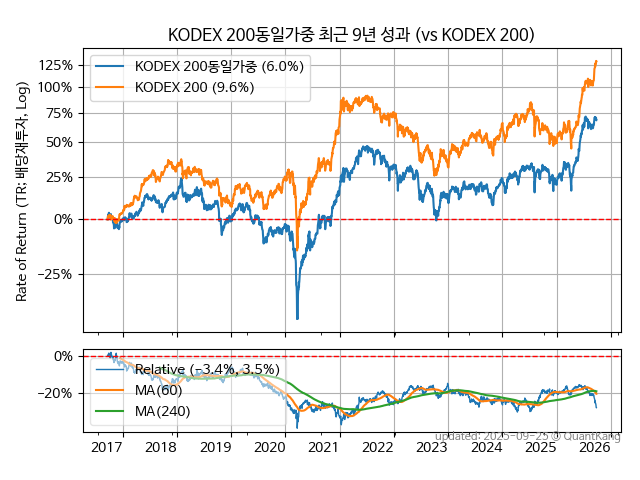 KODEX 200동일가중 최근 9년 성과 (vs KODEX 200)
Rate of Return (TR: 배당재투자, Log)
125%
100%
75%
50%
25%
0%
−25%
KODEX 200동일가중 (6.0%)
KODEX 200 (9.6%)
0%
−20%
Relative (−3.4%, 3.5%)
MA(60)
MA(240)
2017 2018 2019 2020 2021 2022 2023 2024 2025 2026
updated: 2025-09-25 © QuantKang